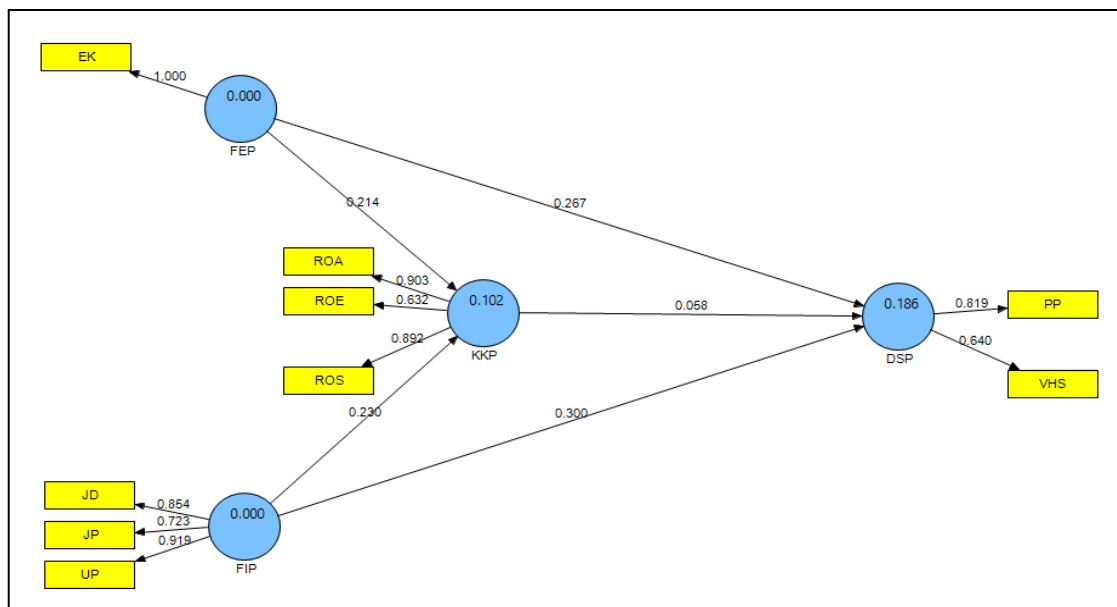 EK
1.000
0.000
FEP
0.214
0.267
ROA
0.903
ROE
0.632
0.102
KKP
0.892
ROS
0.058
0.186
DSP
0.819
PP
0.640
VHS
0.230
0.300
JD
0.854
JP
0.723
UP
0.919
0.000
FIP